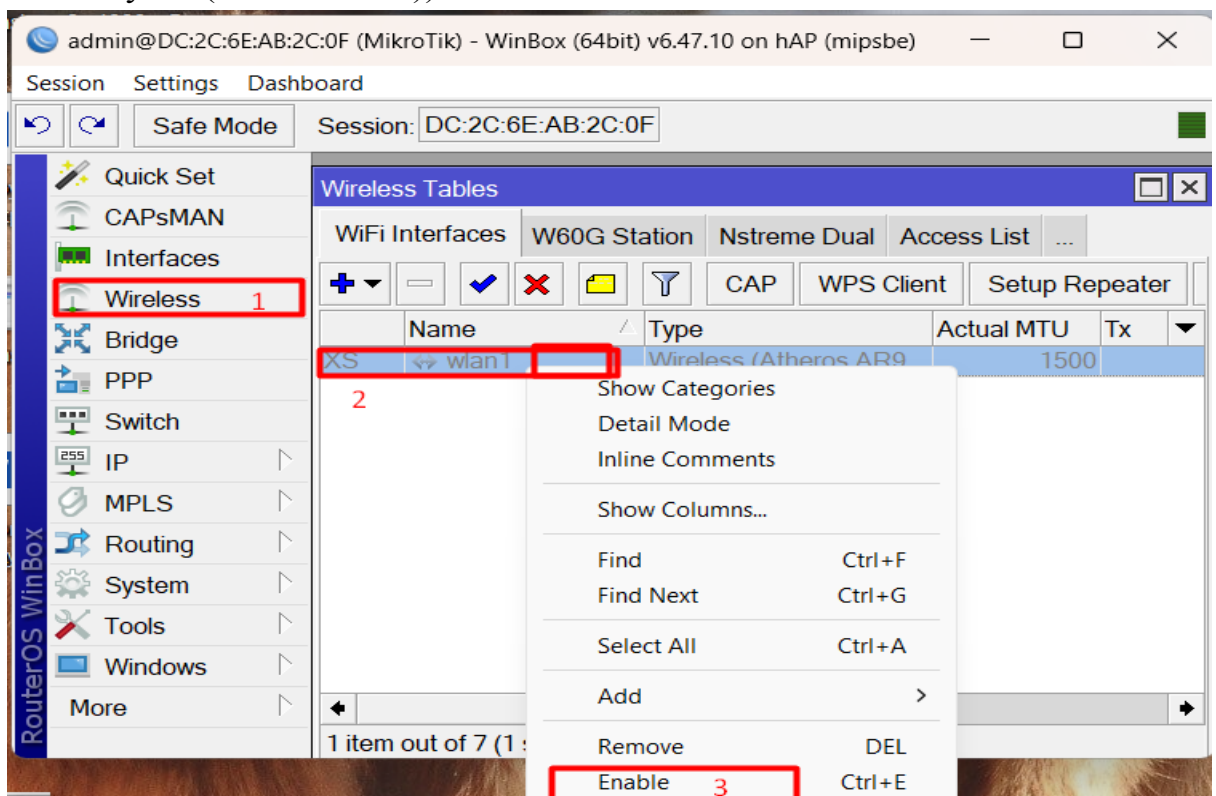 admin@DC:2C:6E:AB:2C:0F (MikroTik) - WinBox (64bit) v6.47.10 on hAP (mipsbe)
Session Settings Dashboard
Safe Mode Session: DC:2C:6E:AB:2C:0F
Quick Set
CAPsMAN
Interfaces
Wireless 1
Bridge
PPP
Switch
255 IP
MPLS
Routing
System
Tools
Windows
More
RouterOS WinBox
Wireless Tables
WiFi Interfaces W60G Station Nstreme Dual Access List ...
CAP WPS Client Setup Repeater
Name Type Actual MTU Tx
XS wlan1 Wireless (Atheros AR9 1500
2
Show Categories
Detail Mode
Inline Comments
Show Columns...
Find Ctrl+F
Find Next Ctrl+G
Select All Ctrl+A
Add >
Remove DEL
Enable 3 Ctrl+E
1 item out of 7 (1